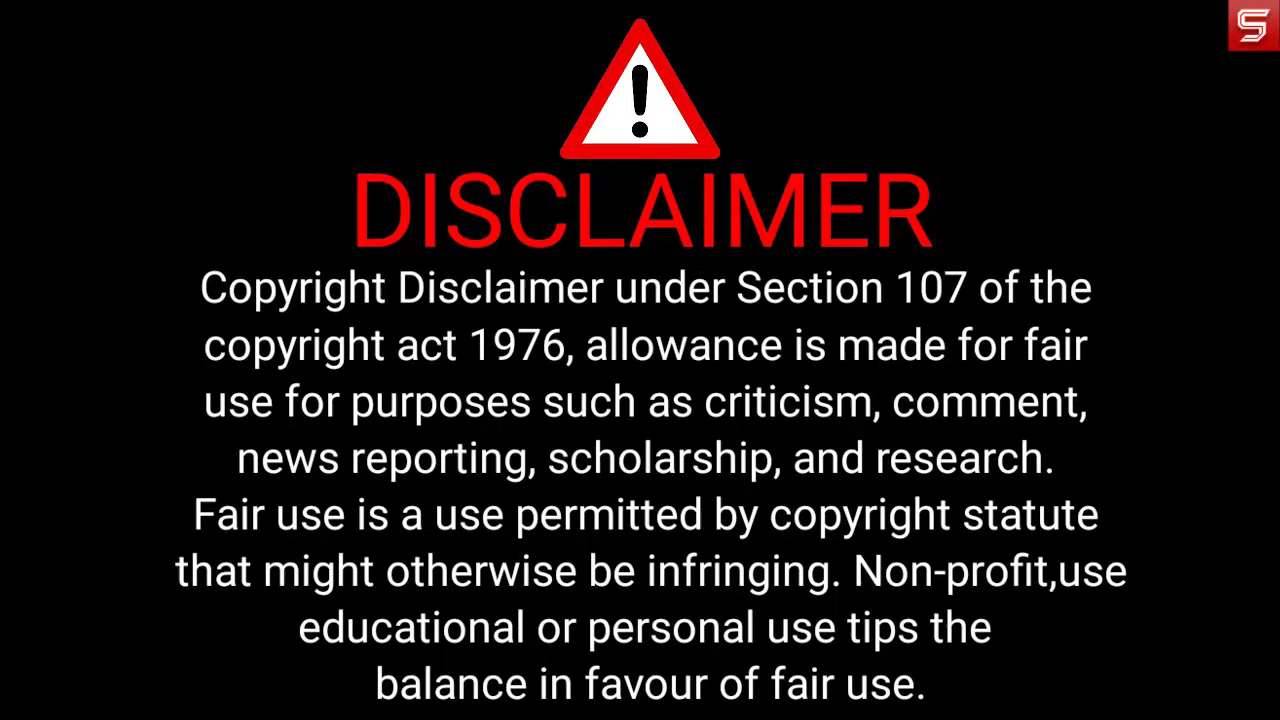 S
DISCLAIMER
Copyright Disclaimer under Section 107 of the
copyright act 1976, allowance is made for fair
use for purposes such as criticism, comment,
news reporting, scholarship, and research.
Fair use is a use permitted by copyright statute
that might otherwise be infringing. Non-profit,use
educational or personal use tips the
balance in favour of fair use.